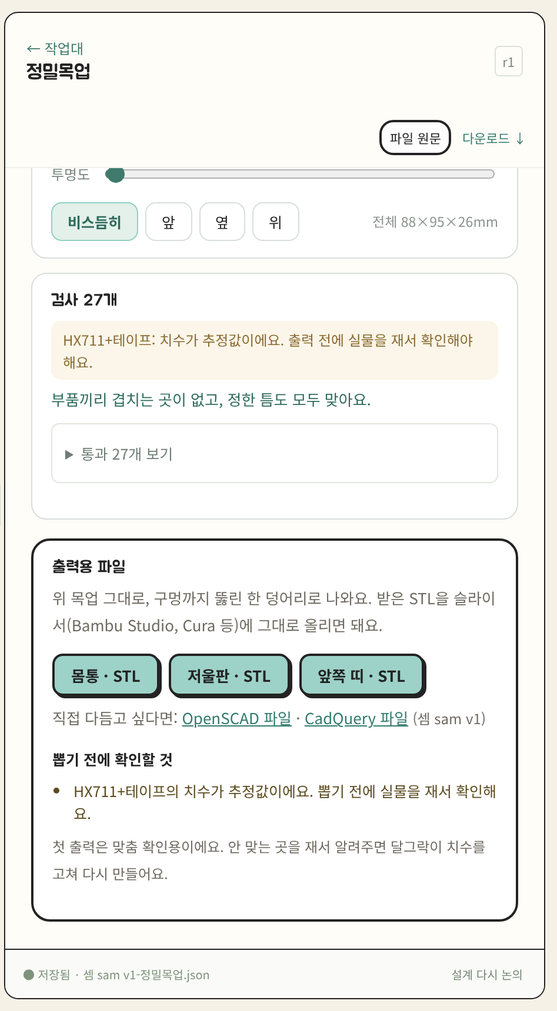 ← 작업대
정밀목업
r1
파일 원문
다운로드 ↓
투명도
비스듬히
앞
옆
위
전체 88×95×26mm
검사 27개
HX711+테이프: 치수가 추정값이에요. 출력 전에 실물을 재서 확인해야
해요.
부품끼리 겹치는 곳이 없고, 정한 틈도 모두 맞아요.
▶ 통과 27개 보기
출력용 파일
위 목업 그대로, 구멍까지 뚫린 한 덩어리로 나와요. 받은 STL을 슬라이
서(Bambu Studio, Cura 등)에 그대로 올리면 돼요.
몸통 · STL
저울판 · STL
앞쪽 띠 · STL
직접 다듬고 싶다면: OpenSCAD 파일 · CadQuery 파일 (셈 sam v1)
뽑기 전에 확인할 것
• HX711+테이프의 치수가 추정값이에요. 뽑기 전에 실물을 재서 확인해
요.
첫 출력은 맞춤 확인용이에요. 안 맞는 곳을 재서 알려주면 달그락이 치수를
고쳐 다시 만들어요.
저장됨 · 셈 sam v1-정밀목업.json
설계 다시 논의